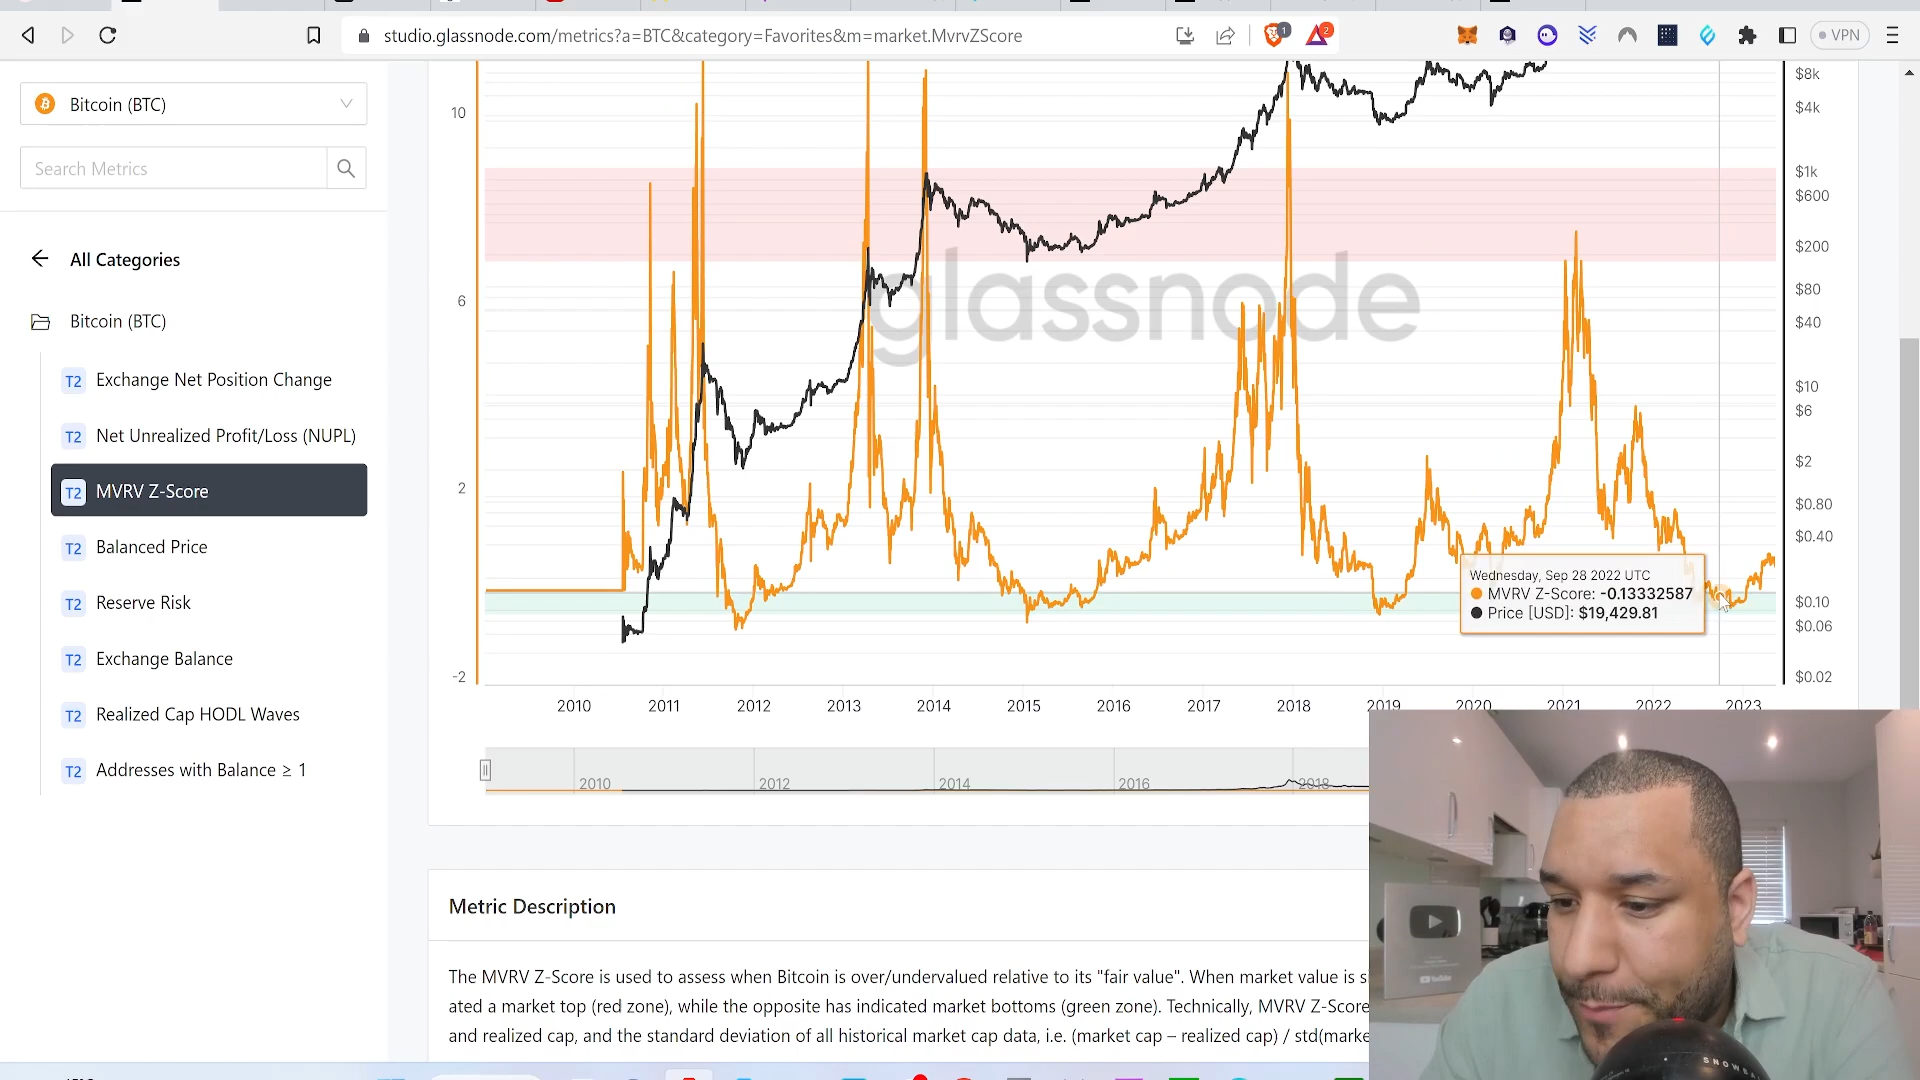 studio.glassnode.com/metrics?a=BTC&category=Favorites&m=market.MvrvZScore
1
2
VPN
Bitcoin (BTC)
Search Metrics
All Categories
Bitcoin (BTC)
T2 Exchange Net Position Change
T2 Net Unrealized Profit/Loss (NUPL)
T2 MVRV Z-Score
T2 Balanced Price
T2 Reserve Risk
T2 Exchange Balance
T2 Realized Cap HODL Waves
T2 Addresses with Balance ≥ 1
10
6
2
-2
glassnode
$8k
$4k
$1k
$600
$200
$80
$40
$10
$6
$2
$0.80
$0.40
$0.10
$0.06
$0.02
Wednesday, Sep 28 2022 UTC
MVRV Z-Score: -0.13332587
Price [USD]: $19,429.81
2010 2011 2012 2013 2014 2015 2016 2017 2018 2019 2020 2021 2022 2023
2010 2012 2014 2016 2018
Metric Description
The MVRV Z-Score is used to assess when Bitcoin is over/undervalued relative to its "fair value". When market value is s
ated a market top (red zone), while the opposite has indicated market bottoms (green zone). Technically, MVRV Z-Score
and realized cap, and the standard deviation of all historical market cap data, i.e. (market cap – realized cap) / std(marke
YouTube
SNOWBA